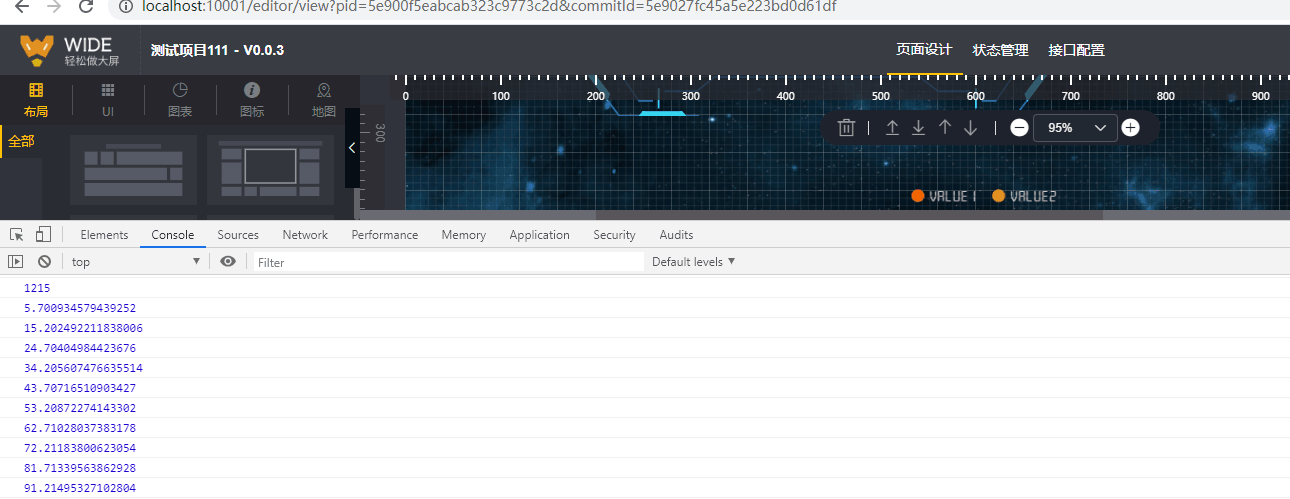 localhost:10001/editor/view?pid=5e900f5eabcab323c9773c2d&commitId=5e9027fc45a5e223bd0d61df
WIDE
轻松做大屏
测试项目111 - V0.0.3
页面设计 状态管理 接口配置
布局 UI 图表 图标 地图
全部
300
0 100 200 300 400 500 600 700 800 900
95%
VALUE1 VALUE2
Elements Console Sources Network Performance Memory Application Security Audits
top Filter Default levels
1215
5.700934579439252
15.202492211838006
24.70404984423676
34.205607476635514
43.70716510903427
53.20872274143302
62.71028037383178
72.21183800623054
81.71339563862928
91.21495327102804